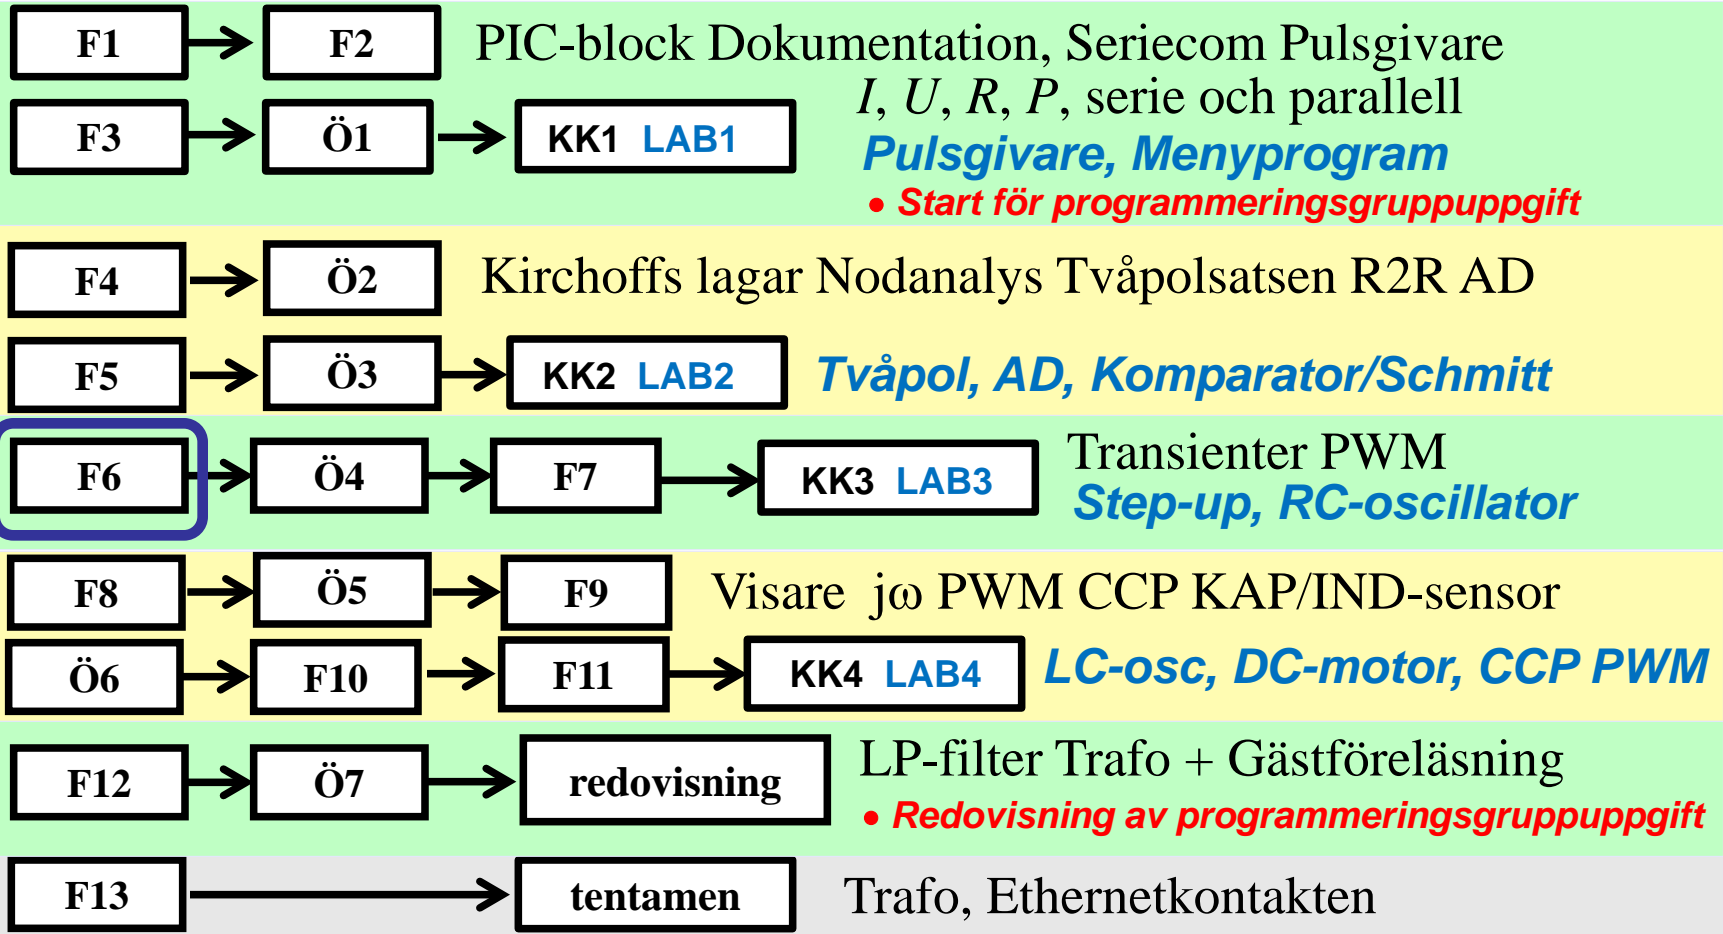 F1 F2 PIC-block Dokumentation, Seriecom Pulsgivare
I, U, R, P, serie och parallell
F3 Ö1 KK1 LAB1 Pulsgivare, Menyprogram
• Start för programmeringsgruppuppgift
F4 Ö2 Kirchoffs lagar Nodanalys Tvåpolsatsen R2R AD
F5 Ö3 KK2 LAB2 Tvåpol, AD, Komparator/Schmitt
F6 Ö4 F7 KK3 LAB3 Transienter PWM
Step-up, RC-oscillator
F8 Ö5 F9 Visare jω PWM CCP KAP/IND-sensor
Ö6 F10 F11 KK4 LAB4 LC-osc, DC-motor, CCP PWM
F12 Ö7 redovisning LP-filter Trafo + Gästföreläsning
• Redovisning av programmeringsgruppuppgift
F13 tentamen Trafo, Ethernetkontakten